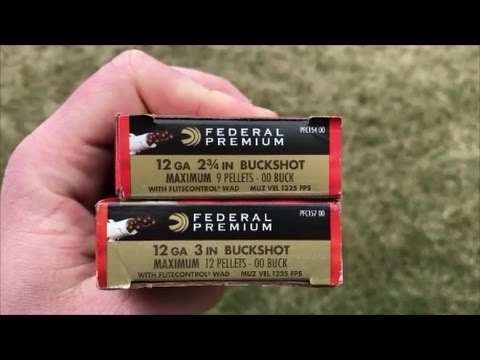 FEDERAL
PREMIUM
PFC154 00
12 GA 2 3/4 IN BUCKSHOT
MAXIMUM 9 PELLETS - 00 BUCK
WITH FLITECONTROL® WAD MUZ VEL 1325 FPS
FEDERAL
PREMIUM
PFC157 00
12 GA 3 IN BUCKSHOT
MAXIMUM 12 PELLETS - 00 BUCK
WITH FLITECONTROL® WAD MUZ VEL 1225 FPS